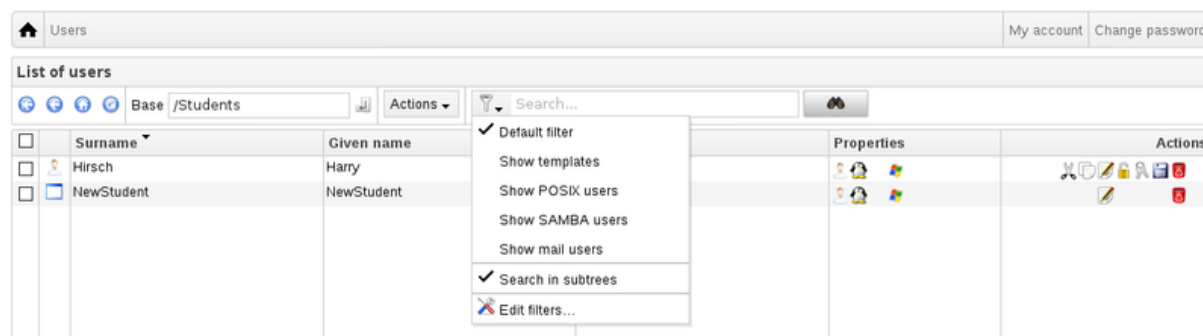 Users My account Change password
List of users
Base /Students Actions Search...
Surname Given name Properties Actions
Hirsch Harry
NewStudent NewStudent
Default filter
Show templates
Show POSIX users
Show SAMBA users
Show mail users
Search in subtrees
Edit filters...